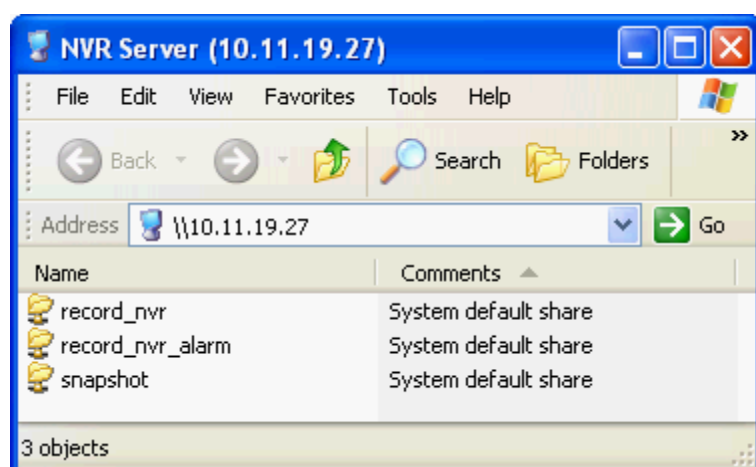 NVR Server (10.11.19.27)
File Edit View Favorites Tools Help
Back Search Folders »
Address \\10.11.19.27 Go
Name Comments
record_nvr System default share
record_nvr_alarm System default share
snapshot System default share
3 objects